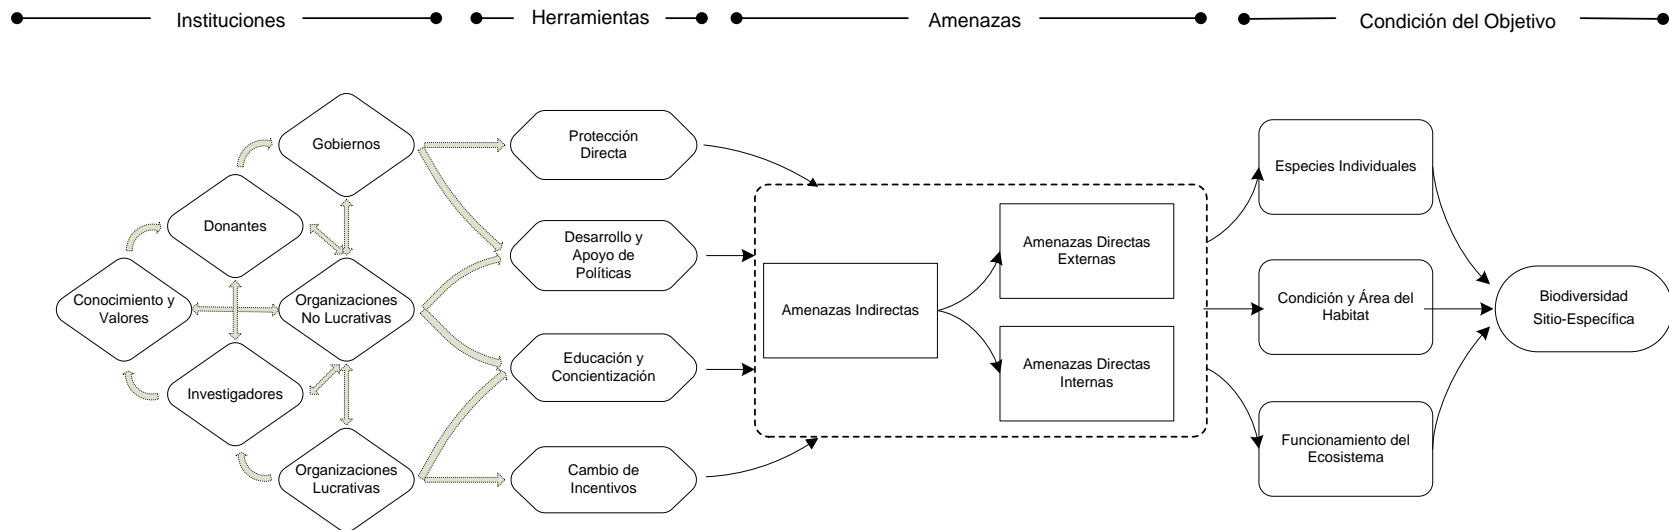 Instituciones
Herramientas
Amenazas
Condición del Objetivo
Gobiernos
Donantes
Conocimiento y
Valores
Organizaciones
No Lucrativas
Investigadores
Organizaciones
Lucrativas
Protección
Directa
Desarrollo y
Apoyo de
Políticas
Educación y
Concientización
Cambio de
Incentivos
Amenazas Indirectas
Amenazas Directas
Externas
Amenazas Directas
Internas
Especies Individuales
Condición y Área del
Habitat
Funcionamiento del
Ecosistema
Biodiversidad
Sitio-Específica